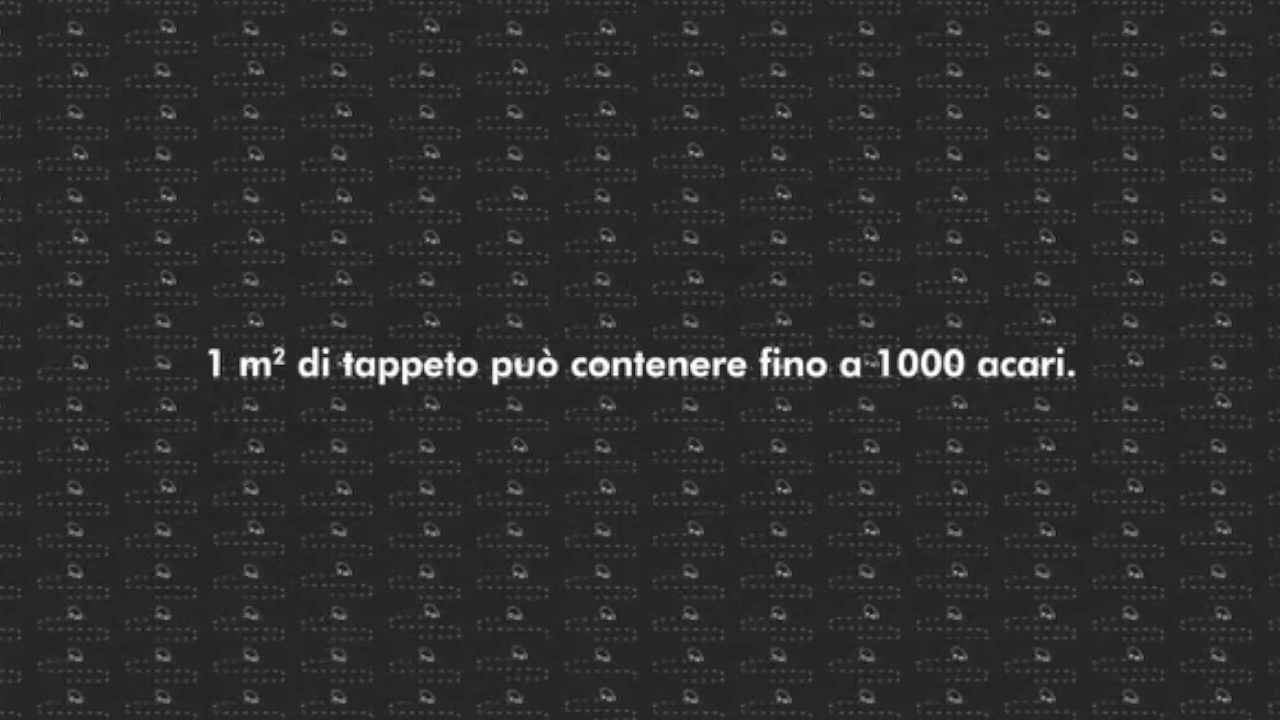 1 m² di tappeto può contenere fino a 1000 acari.